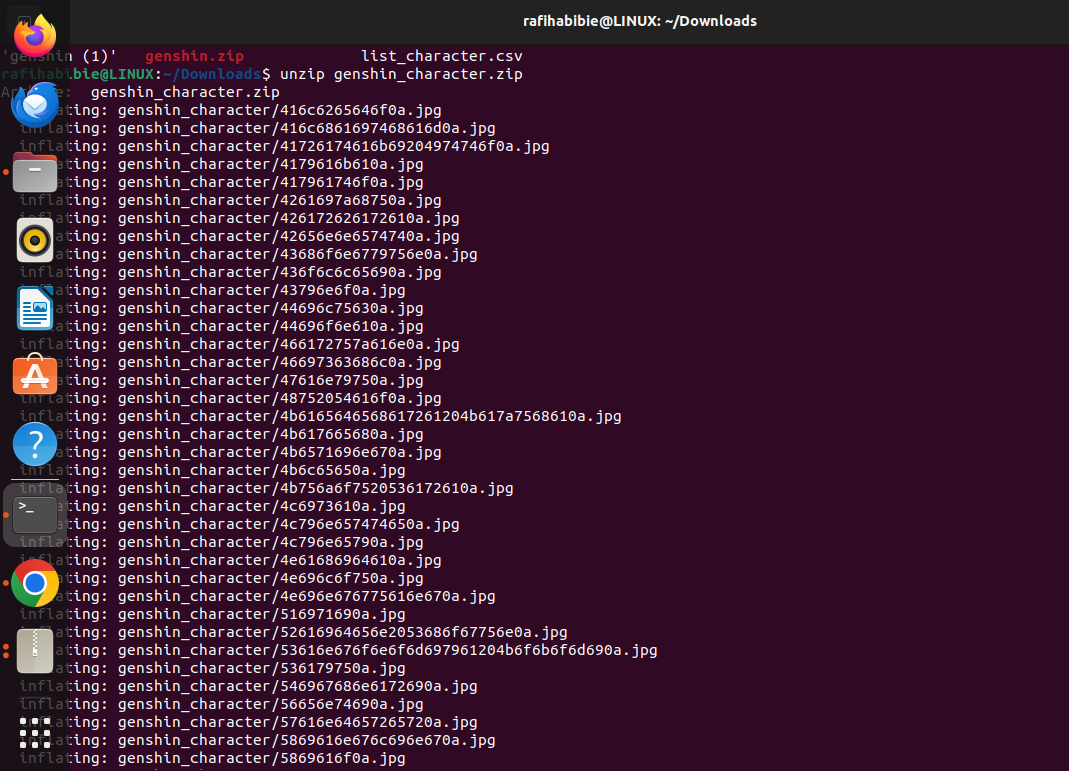 rafihabibie@LINUX: ~/Downloads
'genshin (1)' genshin.zip list_character.csv
rafihabibie@LINUX:~/Downloads$ unzip genshin_character.zip
Archive: genshin_character.zip
inflating: genshin_character/416c6265646f0a.jpg
inflating: genshin_character/416c6861697468616d0a.jpg
inflating: genshin_character/41726174616b69204974746f0a.jpg
inflating: genshin_character/4179616b610a.jpg
inflating: genshin_character/417961746f0a.jpg
inflating: genshin_character/4261697a68750a.jpg
inflating: genshin_character/426172626172610a.jpg
inflating: genshin_character/42656e6e6574740a.jpg
inflating: genshin_character/43686f6e6779756e0a.jpg
inflating: genshin_character/436f6c6c65690a.jpg
inflating: genshin_character/43796e6f0a.jpg
inflating: genshin_character/44696c75630a.jpg
inflating: genshin_character/44696f6e610a.jpg
inflating: genshin_character/466172757a616e0a.jpg
inflating: genshin_character/46697363686c0a.jpg
inflating: genshin_character/47616e79750a.jpg
inflating: genshin_character/48752054616f0a.jpg
inflating: genshin_character/4b6165646568617261204b617a7568610a.jpg
inflating: genshin_character/4b617665680a.jpg
inflating: genshin_character/4b6571696e670a.jpg
inflating: genshin_character/4b6c65650a.jpg
inflating: genshin_character/4b756a6f7520536172610a.jpg
inflating: genshin_character/4c6973610a.jpg
inflating: genshin_character/4c796e657474650a.jpg
inflating: genshin_character/4c796e65790a.jpg
inflating: genshin_character/4e61686964610a.jpg
inflating: genshin_character/4e696c6f750a.jpg
inflating: genshin_character/4e696e676775616e670a.jpg
inflating: genshin_character/516971690a.jpg
inflating: genshin_character/52616964656e2053686f67756e0a.jpg
inflating: genshin_character/53616e676f6e6f6d697961204b6f6b6f6d690a.jpg
inflating: genshin_character/536179750a.jpg
inflating: genshin_character/546967686e6172690a.jpg
inflating: genshin_character/56656e74690a.jpg
inflating: genshin_character/57616e64657265720a.jpg
inflating: genshin_character/5869616e676c696e670a.jpg
inflating: genshin_character/5869616f0a.jpg